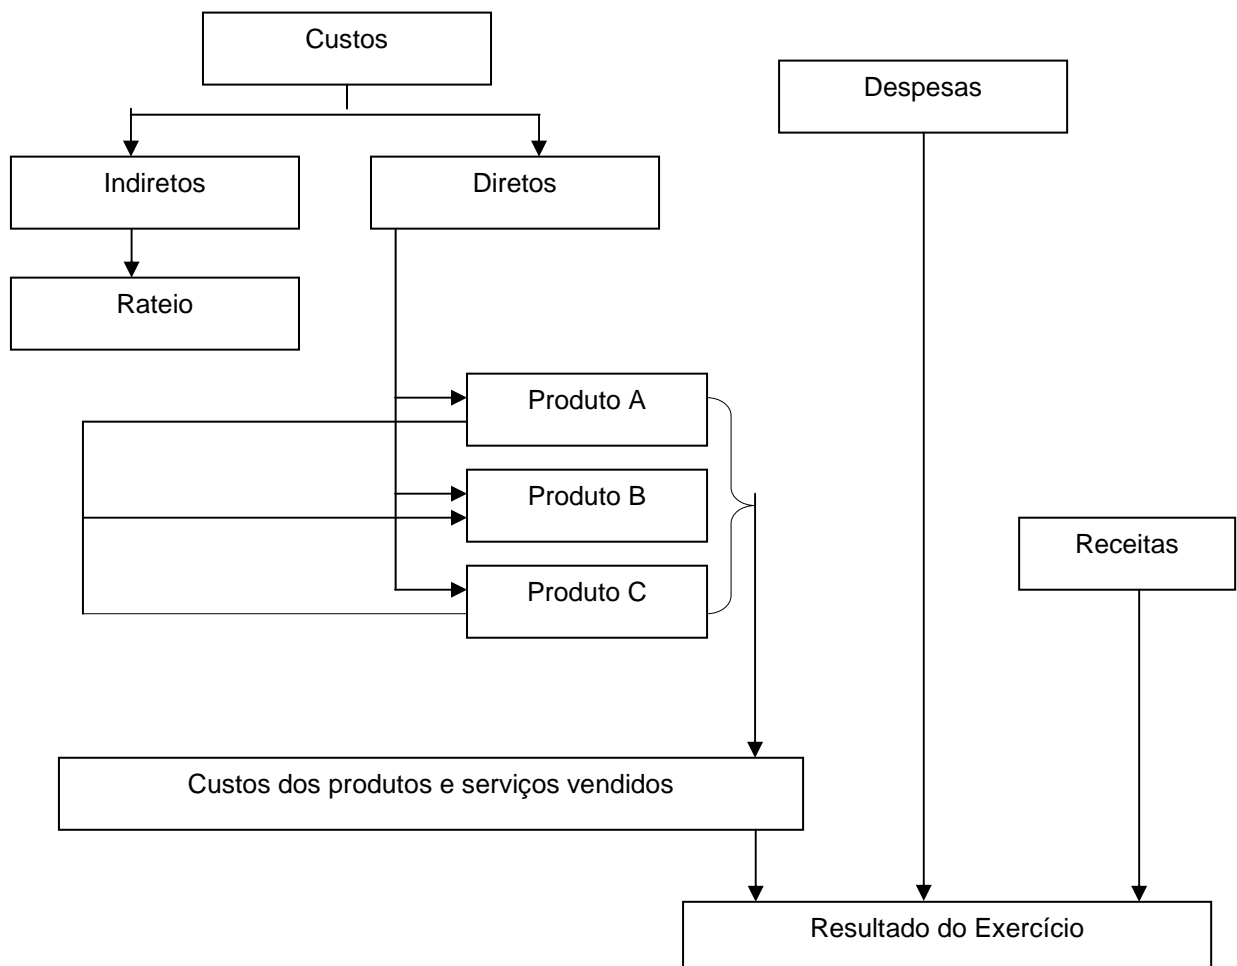 Custos
Despesas
Indiretos
Diretos
Rateio
Produto A
Produto B
Receitas
Produto C
Custos dos produtos e serviços vendidos
Resultado do Exercício